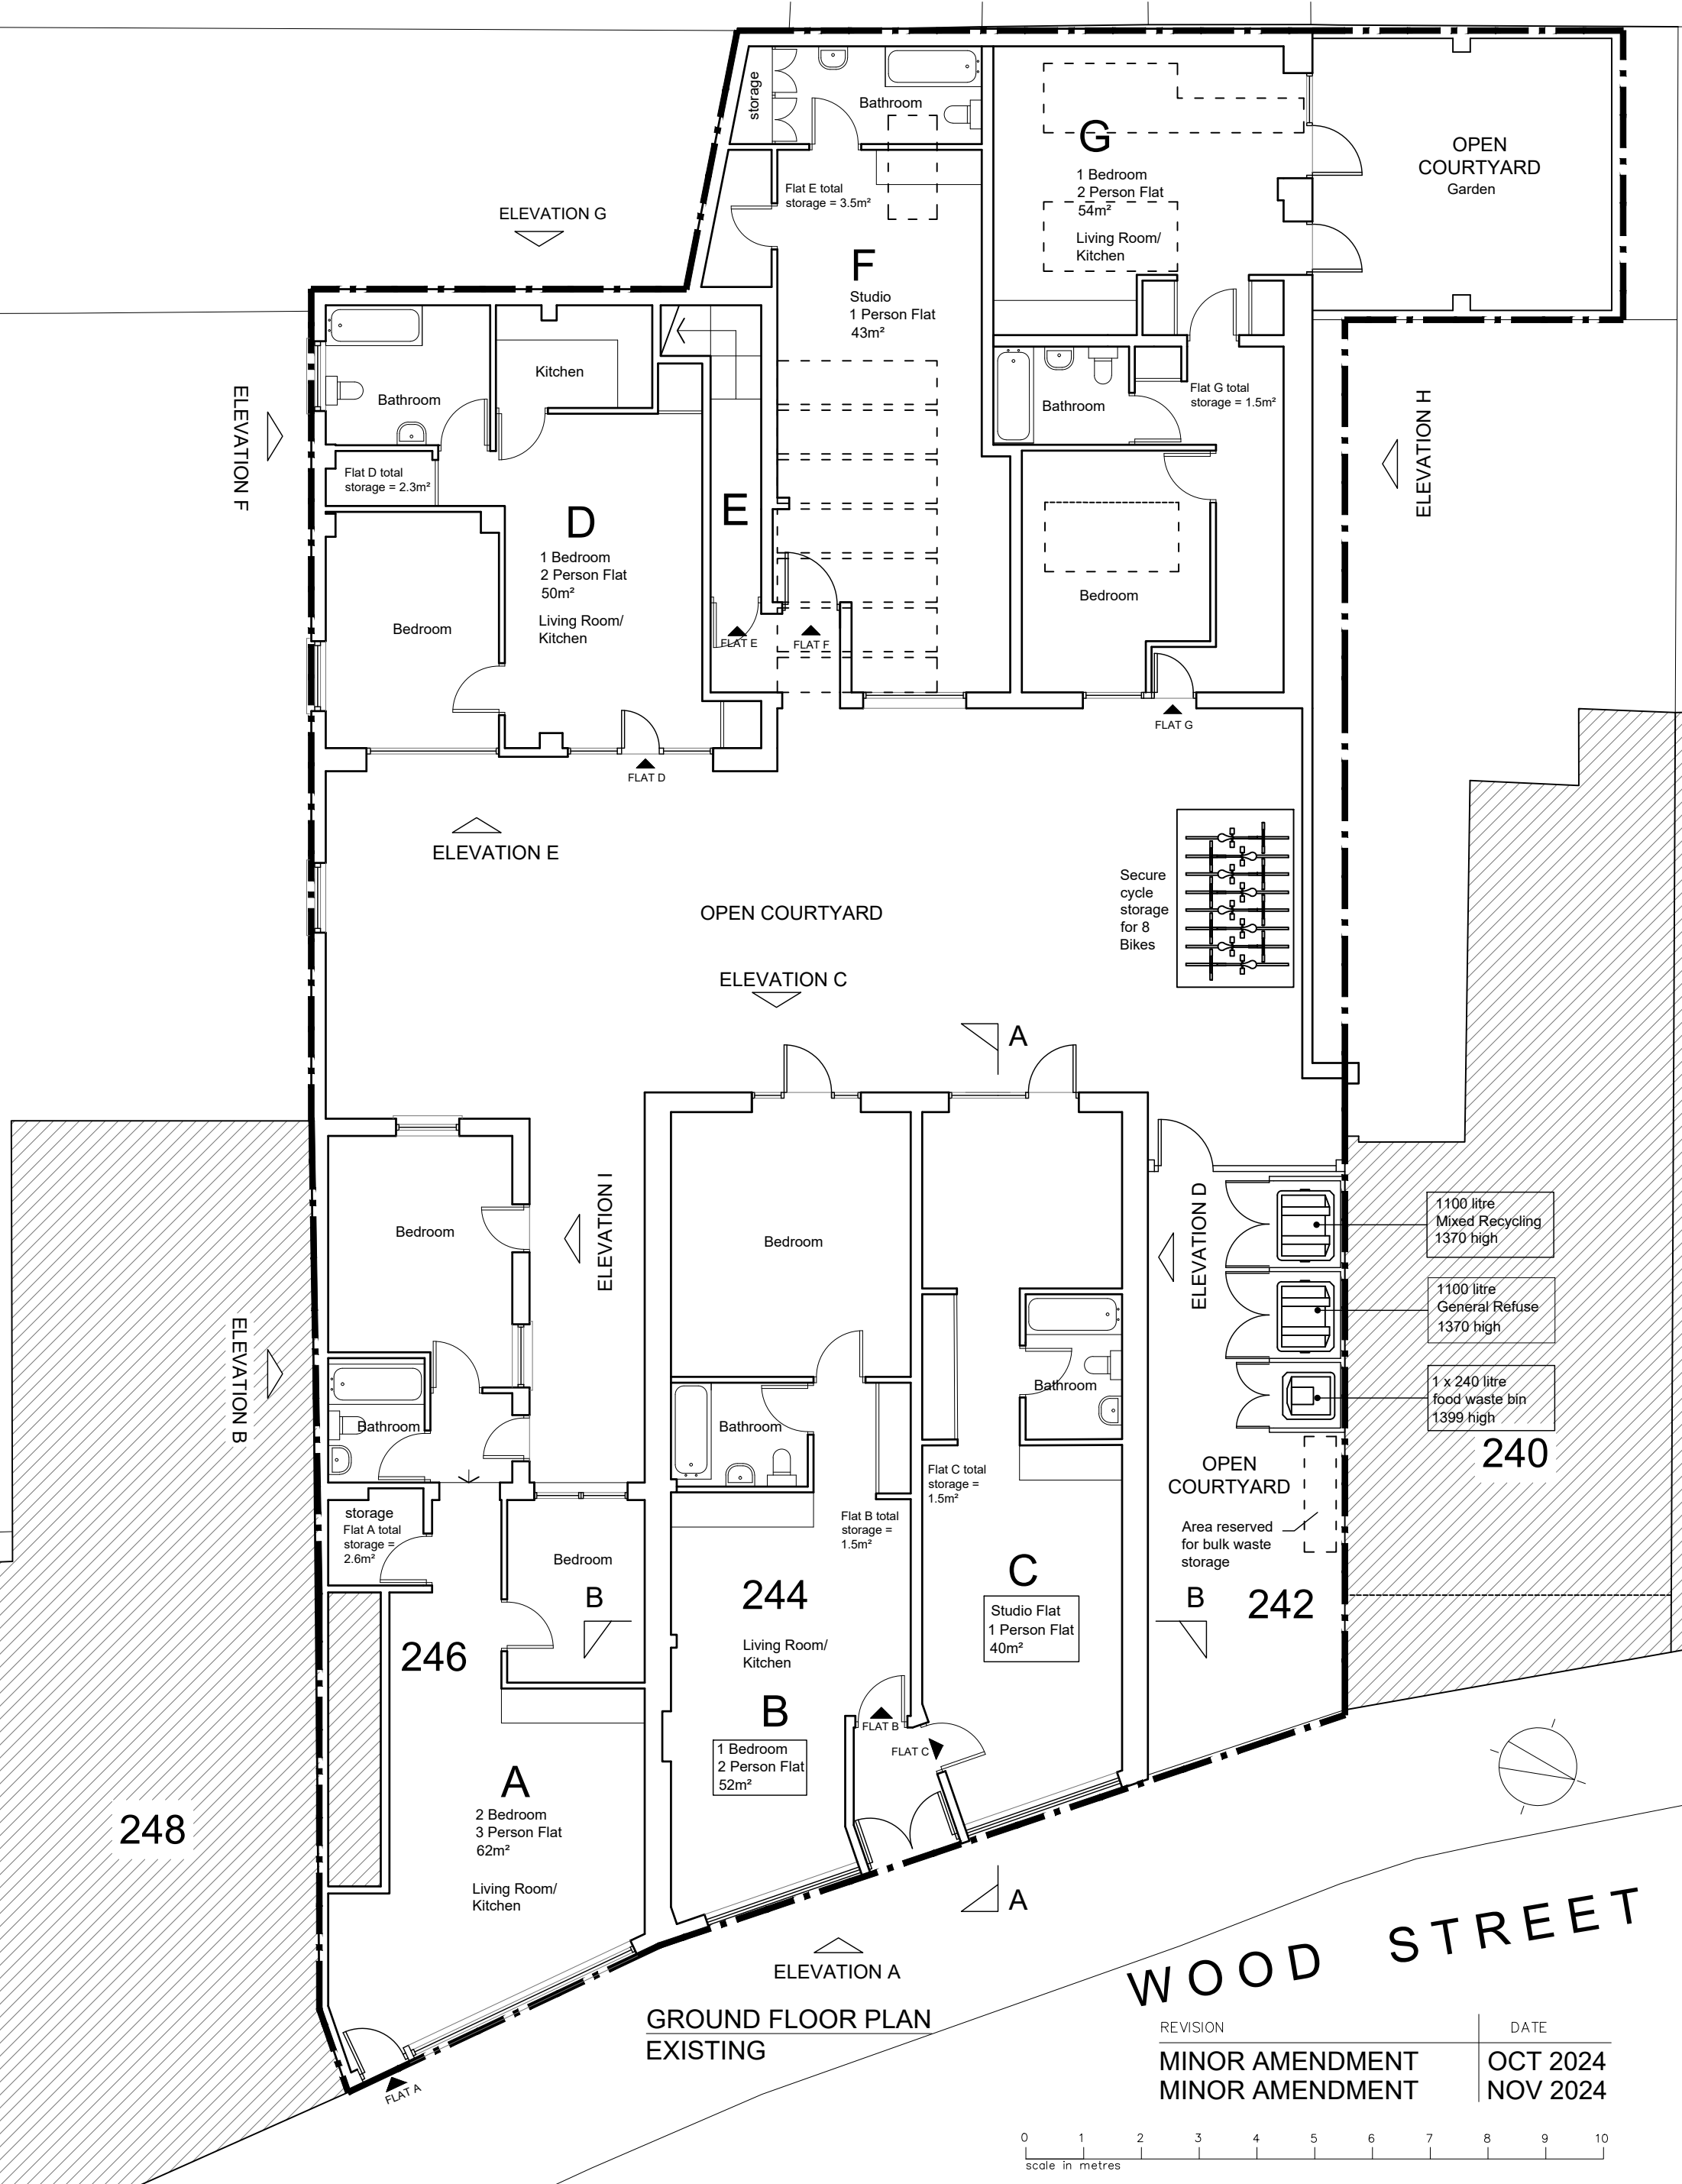 storage
Bathroom
Flat E total
storage = 3.5m²
G
1 Bedroom
2 Person Flat
54m²
Living Room/
Kitchen
OPEN
COURTYARD
Garden
ELEVATION G
F
Studio
1 Person Flat
43m²
Bathroom
Kitchen
ELEVATION F
Flat D total
storage = 2.3m²
D
1 Bedroom
2 Person Flat
50m²
Living Room/
Kitchen
Bedroom
E
FLAT E
FLAT F
Bathroom
Flat G total
storage = 1.5m²
Bedroom
FLAT G
ELEVATION H
FLAT D
ELEVATION E
OPEN COURTYARD
Secure
cycle
storage
for 8
Bikes
ELEVATION C
A
Bedroom
ELEVATION I
Bedroom
ELEVATION D
1100 litre
Mixed Recycling
1370 high
1100 litre
General Refuse
1370 high
1 x 240 litre
food waste bin
1399 high
240
ELEVATION B
Bathroom
Bathroom
Bathroom
Flat C total
storage =
1.5m²
OPEN
COURTYARD
Area reserved
for bulk waste
storage
storage
Flat A total
storage =
2.6m²
Bedroom
B
Flat B total
storage =
1.5m²
244
Living Room/
Kitchen
C
Studio Flat
1 Person Flat
40m²
B
242
246
B
1 Bedroom
2 Person Flat
52m²
FLAT B
FLAT C
A
2 Bedroom
3 Person Flat
62m²
Living Room/
Kitchen
248
A
ELEVATION A
WOOD STREET
GROUND FLOOR PLAN
EXISTING
FLAT A
REVISION DATE
MINOR AMENDMENT OCT 2024
MINOR AMENDMENT NOV 2024
0 1 2 3 4 5 6 7 8 9 10
scale in metres